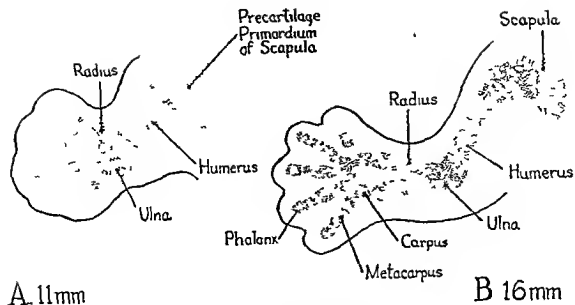 Precartilage
Primordium
of Scapula
Radius
Humerus
Ulna
A 11mm
Scapula
Radius
Humerus
Ulna
Carpus
Metacarpus
Phalanx
B 16mm